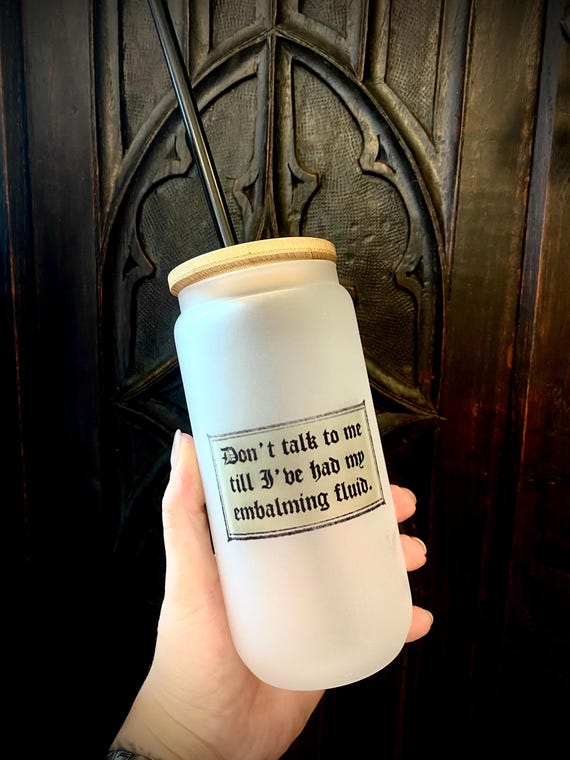 Don't talk to me
till I've had my
embalming fluid.